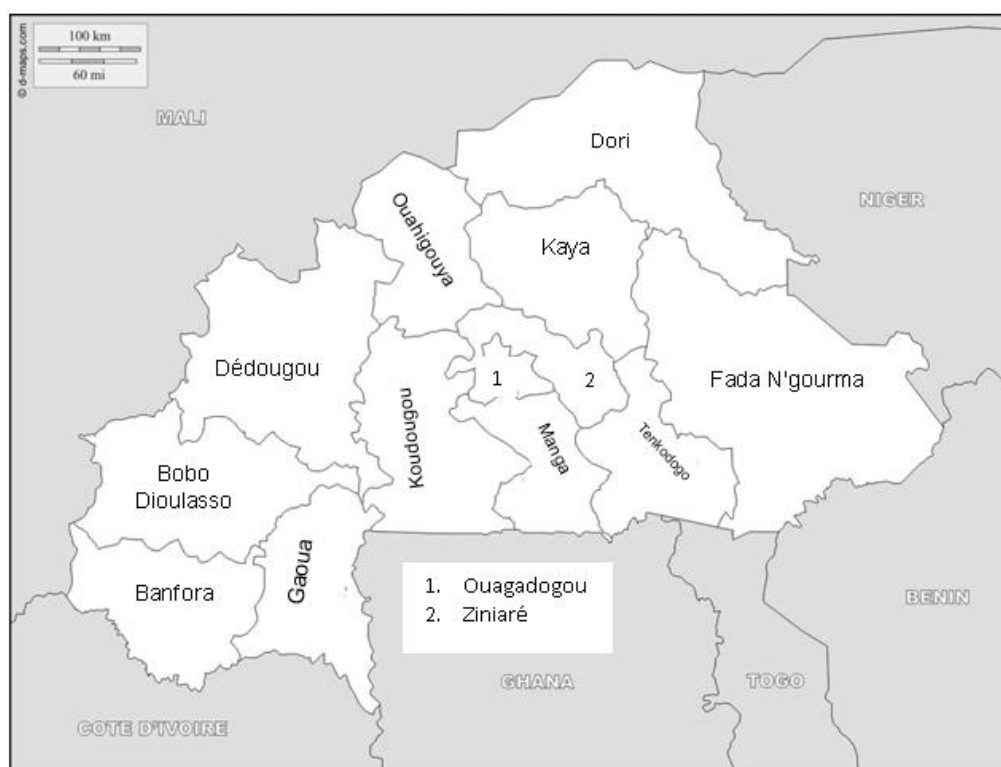 © d-maps.com
100 km
60 mi
MALI
Dori
NIGER
Ouahigouya
Kaya
Dédougou
1
2
Fada N'gourma
Koupougou
Manga
Tenkodogo
Bobo
Dioulasso
Gaoua
Banfora
1. Ouagadogou
2. Ziniaré
BENIN
GHANA
TOGO
COTE D'IVOIRE